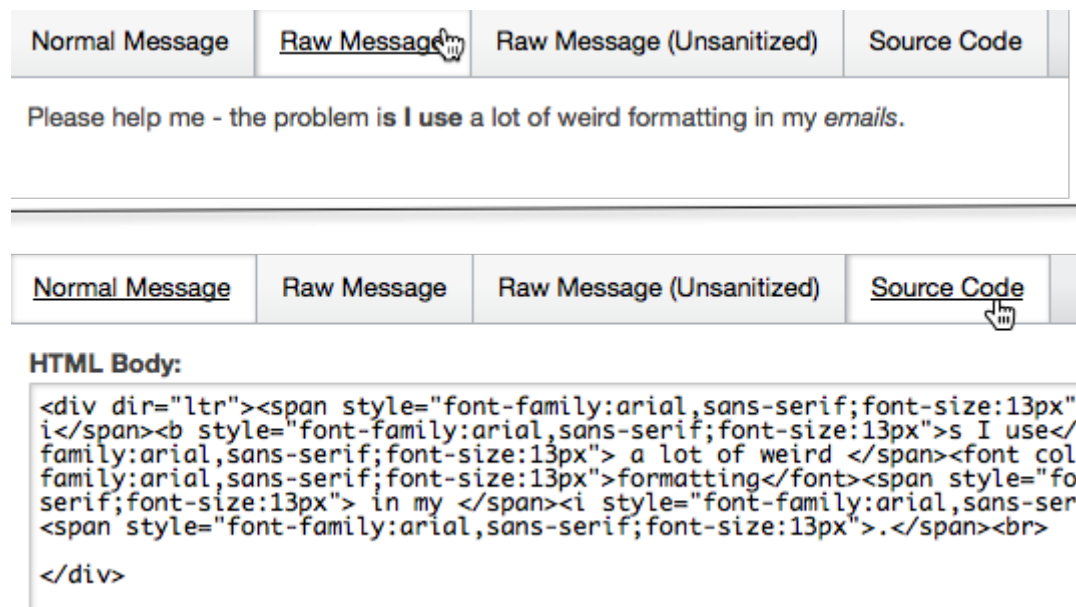 Normal Message Raw Message Raw Message (Unsanitized) Source Code
Please help me - the problem is I use a lot of weird formatting in my emails.
Normal Message Raw Message Raw Message (Unsanitized) Source Code
HTML Body:
<div dir="ltr"><span style="font-family:arial,sans-serif;font-size:13px"
i</span><b style="font-family:arial,sans-serif;font-size:13px">s I use</
family:arial,sans-serif;font-size:13px"> a lot of weird </span><font col
family:arial,sans-serif;font-size:13px">formatting</font><span style="fo
serif;font-size:13px"> in my </span><i style="font-family:arial,sans-ser
<span style="font-family:arial,sans-serif;font-size:13px">.</span><br>
</div>